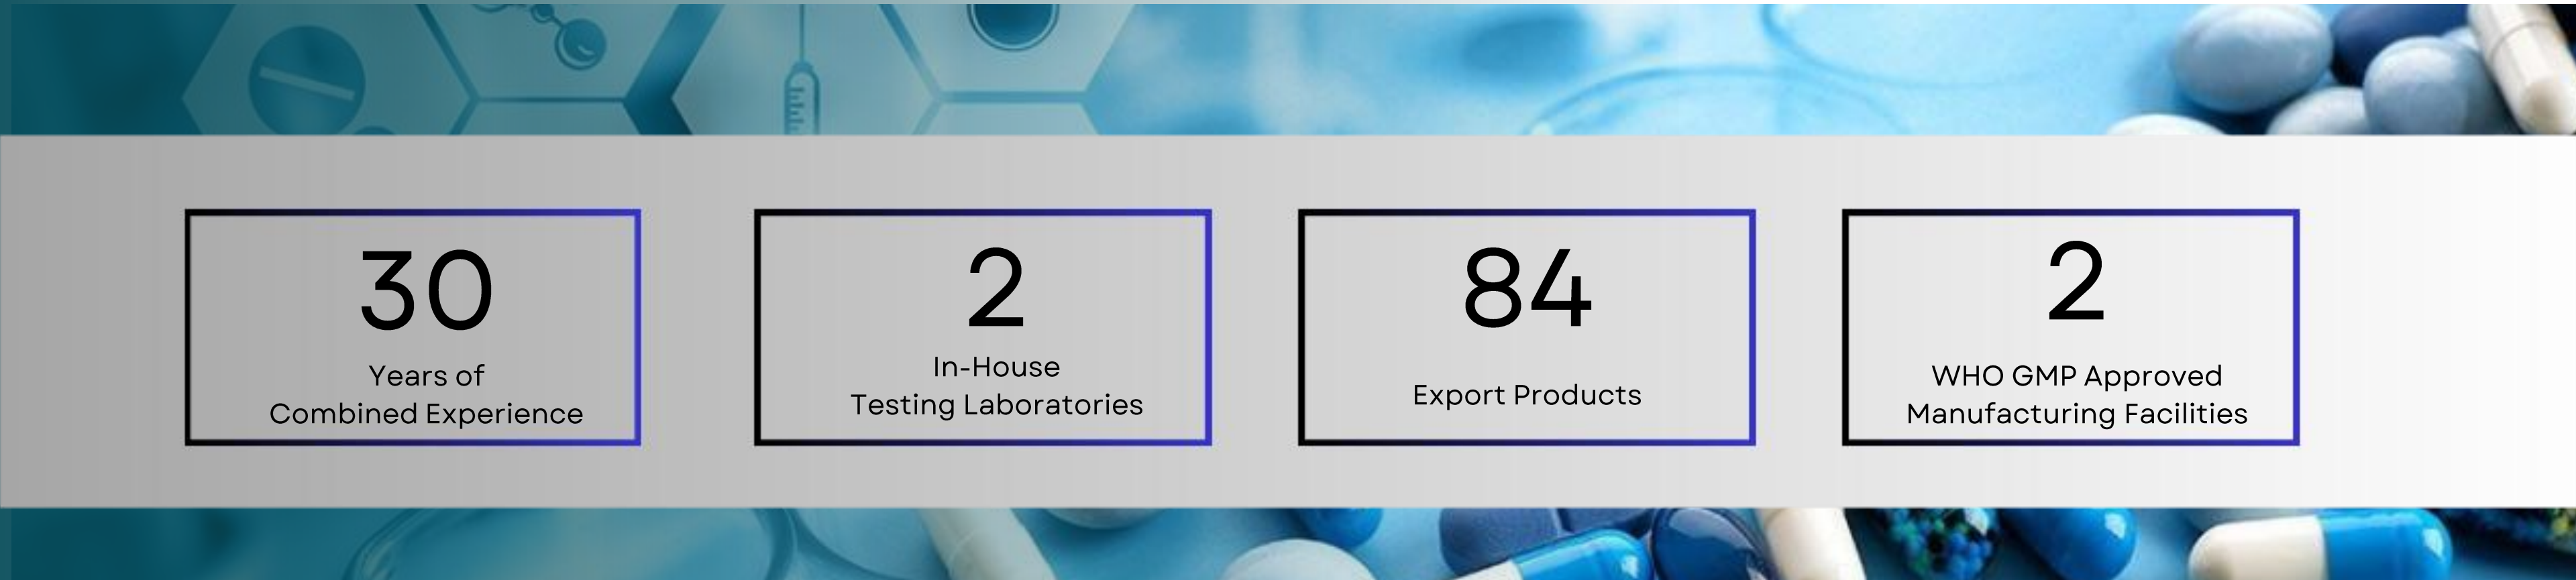 30
Years of
Combined Experience
2
In-House
Testing Laboratories
84
Export Products
2
WHO GMP Approved
Manufacturing Facilities